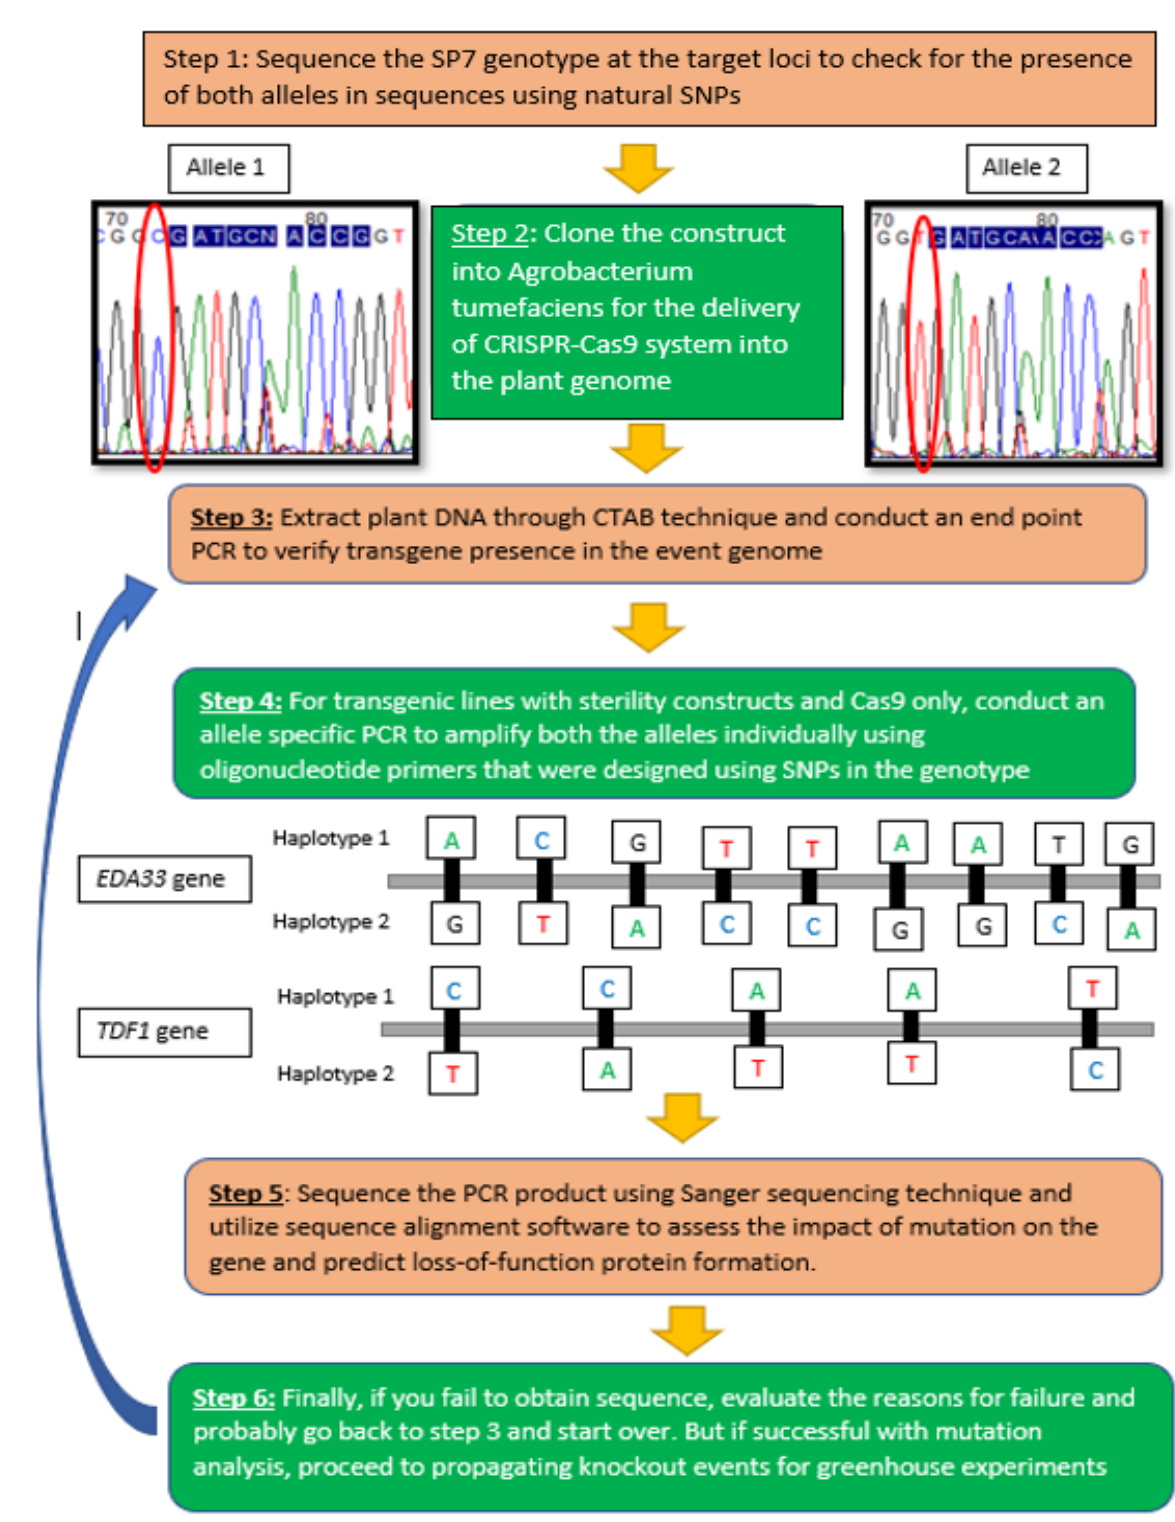 Step 1: Sequence the SP7 genotype at the target loci to check for the presence
of both alleles in sequences using natural SNPs
Allele 1
Allele 2
70 80
C G G C G A T G C N A C C G G T
70 80
G G T G A T G C A A C C A G T
Step 2: Clone the construct
into Agrobacterium
tumefaciens for the delivery
of CRISPR-Cas9 system into
the plant genome
Step 3: Extract plant DNA through CTAB technique and conduct an end point
PCR to verify transgene presence in the event genome
Step 4: For transgenic lines with sterility constructs and Cas9 only, conduct an
allele specific PCR to amplify both the alleles individually using
oligonucleotide primers that were designed using SNPs in the genotype
Haplotype 1 A C G T T A A T G
EDA33 gene
Haplotype 2 G T A C C G G C A
Haplotype 1 C C A A T
TDF1 gene
Haplotype 2 T A T T C
Step 5: Sequence the PCR product using Sanger sequencing technique and
utilize sequence alignment software to assess the impact of mutation on the
gene and predict loss-of-function protein formation.
Step 6: Finally, if you fail to obtain sequence, evaluate the reasons for failure and
probably go back to step 3 and start over. But if successful with mutation
analysis, proceed to propagating knockout events for greenhouse experiments